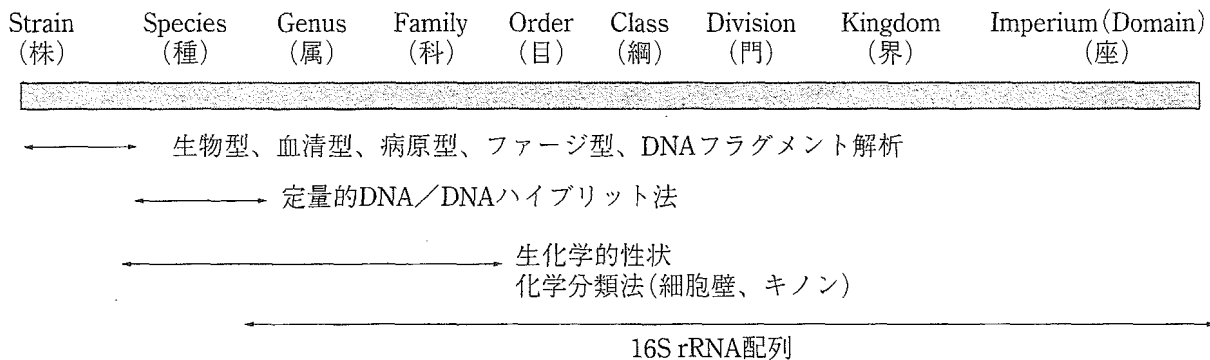 Strain Species Genus Family Order Class Division Kingdom Imperium (Domain)
(株) (種) (属) (科) (目) (綱) (門) (界) (座)
生物型、血清型、病原型、ファージ型、DNAフラグメント解析
定量的DNA／DNAハイブリット法
生化学的性状
化学分類法(細胞壁、キノン)
16S rRNA配列